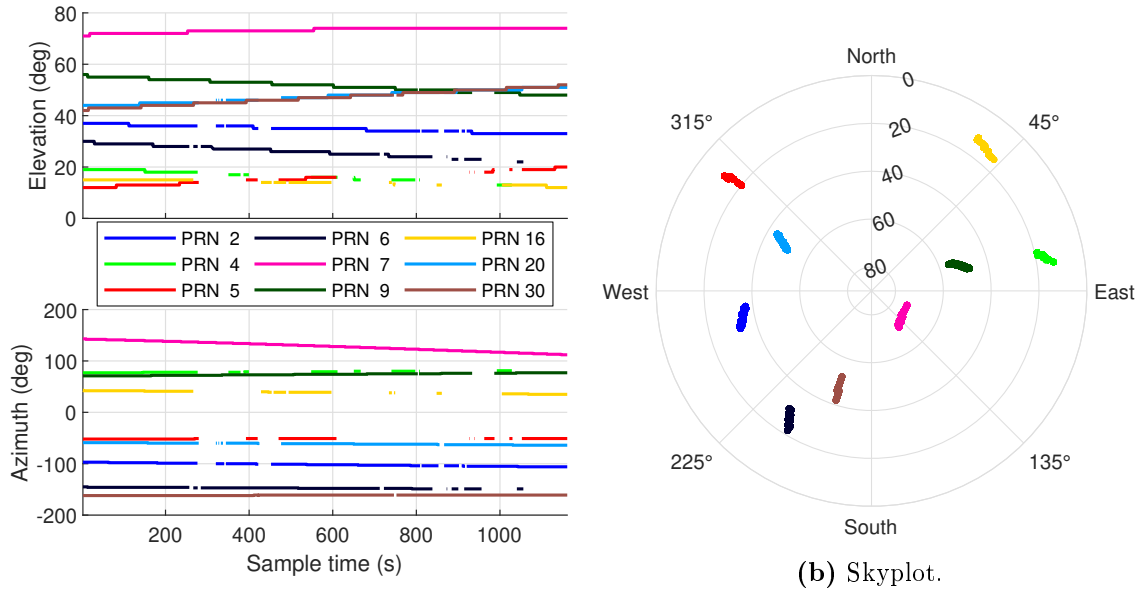 80
60
40
20
0
Elevation (deg)
PRN 2 PRN 6 PRN 16
PRN 4 PRN 7 PRN 20
PRN 5 PRN 9 PRN 30
200
100
0
-100
-200
Azimuth (deg)
200 400 600 800 1000
Sample time (s)
North
0
315° 45°
20
40
60
80
West East
225° 135°
South
(b) Skyplot.